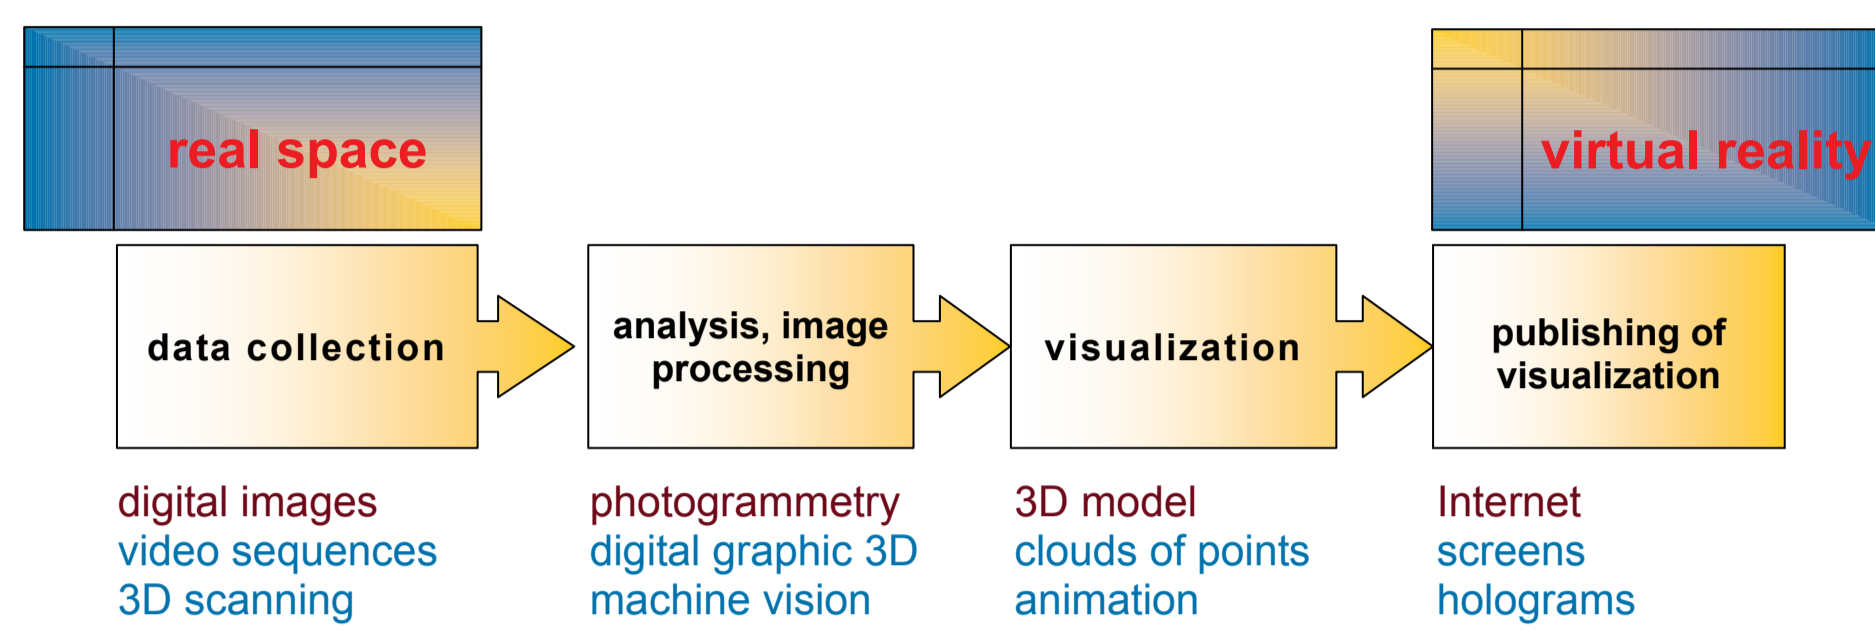 real space
virtual reality
data collection
analysis, image
processing
visualization
publishing of
visualization
digital images
video sequences
3D scanning
photogrammetry
digital graphic 3D
machine vision
3D model
clouds of points
animation
Internet
screens
holograms